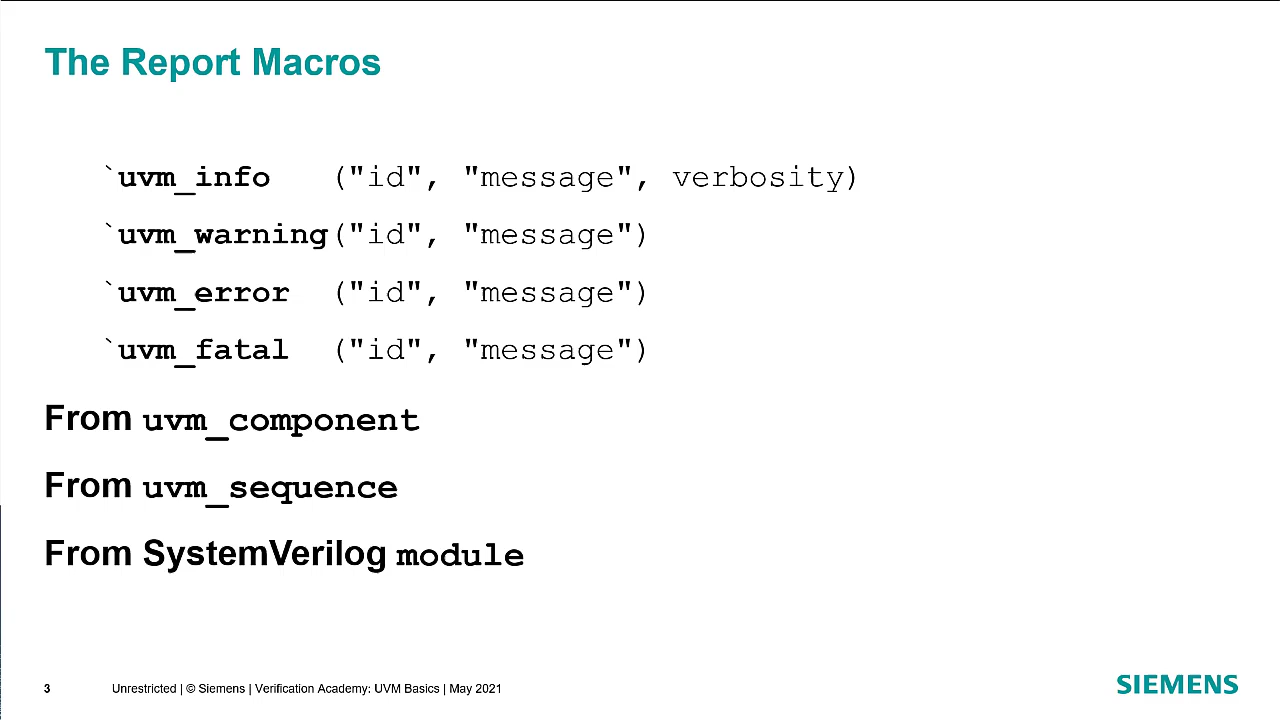 The Report Macros
`uvm_info ("id", "message", verbosity)
`uvm_warning("id", "message")
`uvm_error ("id", "message")
`uvm_fatal ("id", "message")
From uvm_component
From uvm_sequence
From SystemVerilog module
3 Unrestricted | © Siemens | Verification Academy: UVM Basics | May 2021
SIEMENS